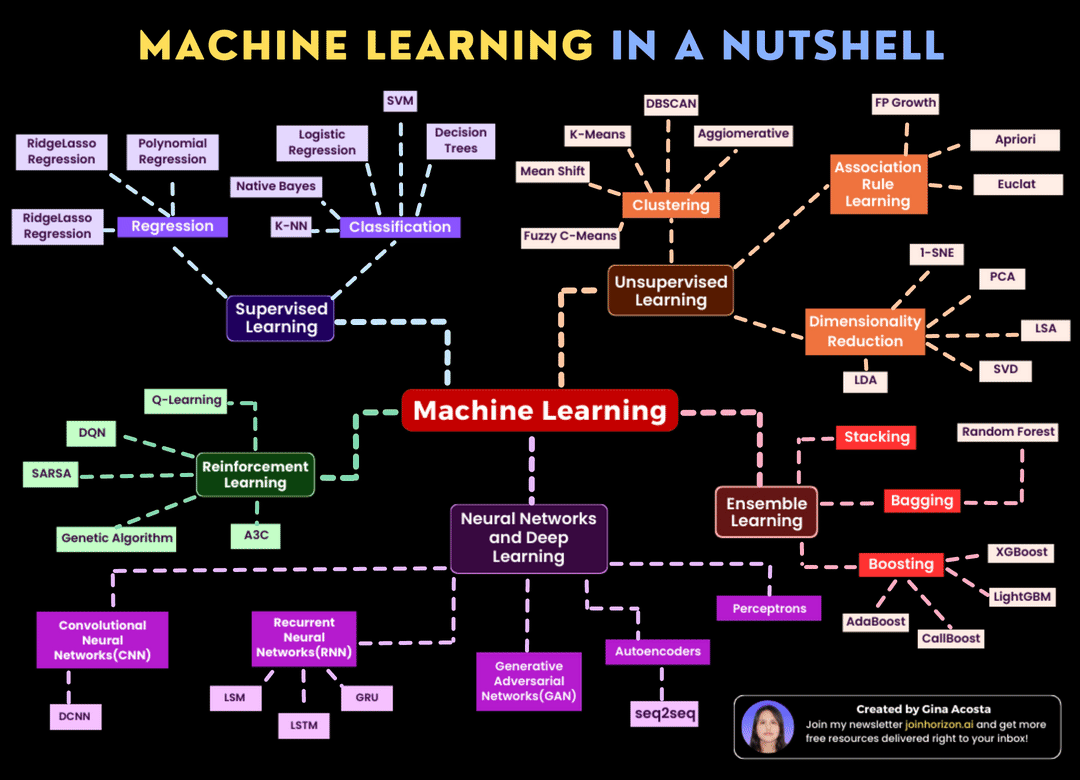 MACHINE LEARNING IN A NUTSHELL
SVM
DBSCAN
FP Growth
RidgeLasso
Regression
Polynomial
Regression
Logistic
Regression
Decision
Trees
K-Means
Aggiomerative
Apriori
Native Bayes
Mean Shift
Association
Rule
Learning
Euclat
RidgeLasso
Regression
Regression
K-NN
Classification
Clustering
Fuzzy C-Means
1-SNE
Supervised
Learning
Unsupervised
Learning
PCA
Dimensionality
Reduction
LSA
SVD
LDA
Machine Learning
Q-Learning
DQN
SARSA
Reinforcement
Learning
Genetic Algorithm
A3C
Stacking
Random Forest
Ensemble
Learning
Bagging
Boosting
XGBoost
LightGBM
AdaBoost
CallBoost
Neural Networks
and Deep
Learning
Perceptrons
Convolutional
Neural
Networks(CNN)
Recurrent
Neural
Networks(RNN)
Generative
Adversarial
Networks(GAN)
Autoencoders
DCNN
LSM
LSTM
GRU
seq2seq
Created by Gina Acosta
Join my newsletter joinhorizon.ai and get more
free resources delivered right to your inbox!